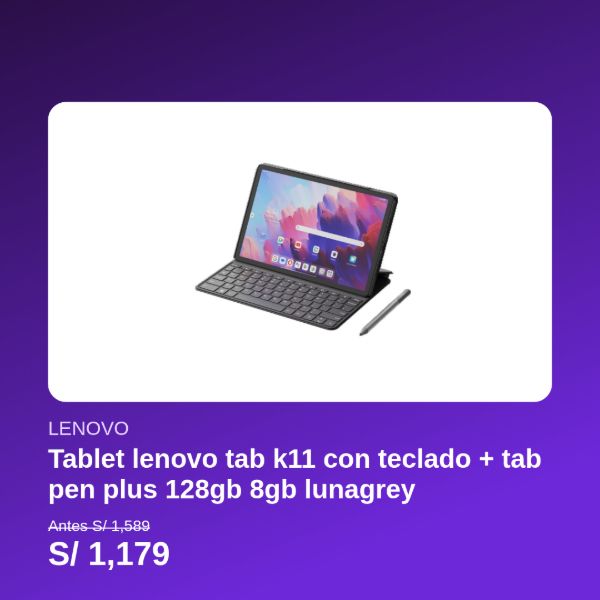 LENOVO
Tablet lenovo tab k11 con teclado + tab
pen plus 128gb 8gb lunagrey
Antes S/ 1,589
S/ 1,179